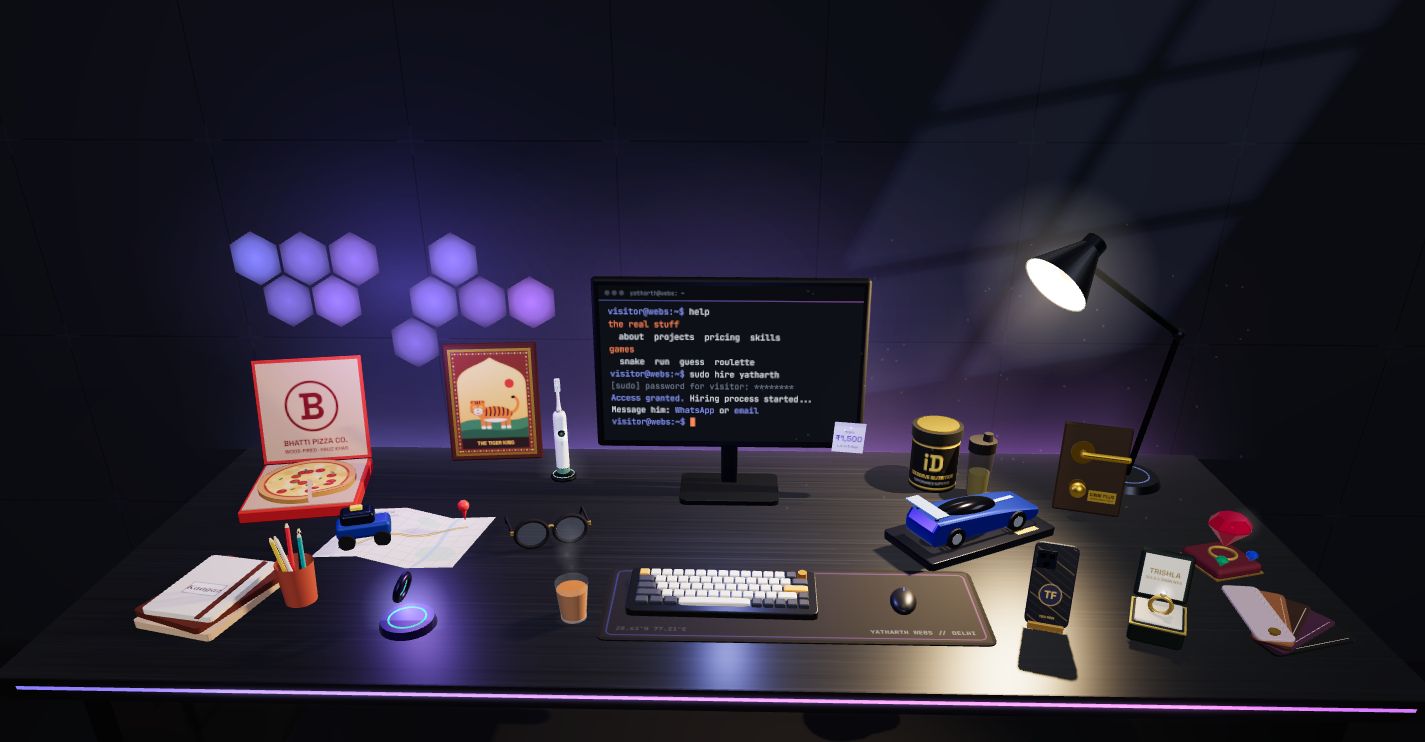 yatharth@webs: ~
visitor@webs:~$ help
the real stuff
about projects pricing skills
games
snake run guess roulette
visitor@webs:~$ sudo hire yatharth
[sudo] password for visitor: ********
Access granted. Hiring process started...
Message him: WhatsApp or email
visitor@webs:~$
B
BHATTI PIZZA CO.
THE TIGER KING
₹1,500
iD
TRISHLA
TF
YATHARTH WEBS // DELHI